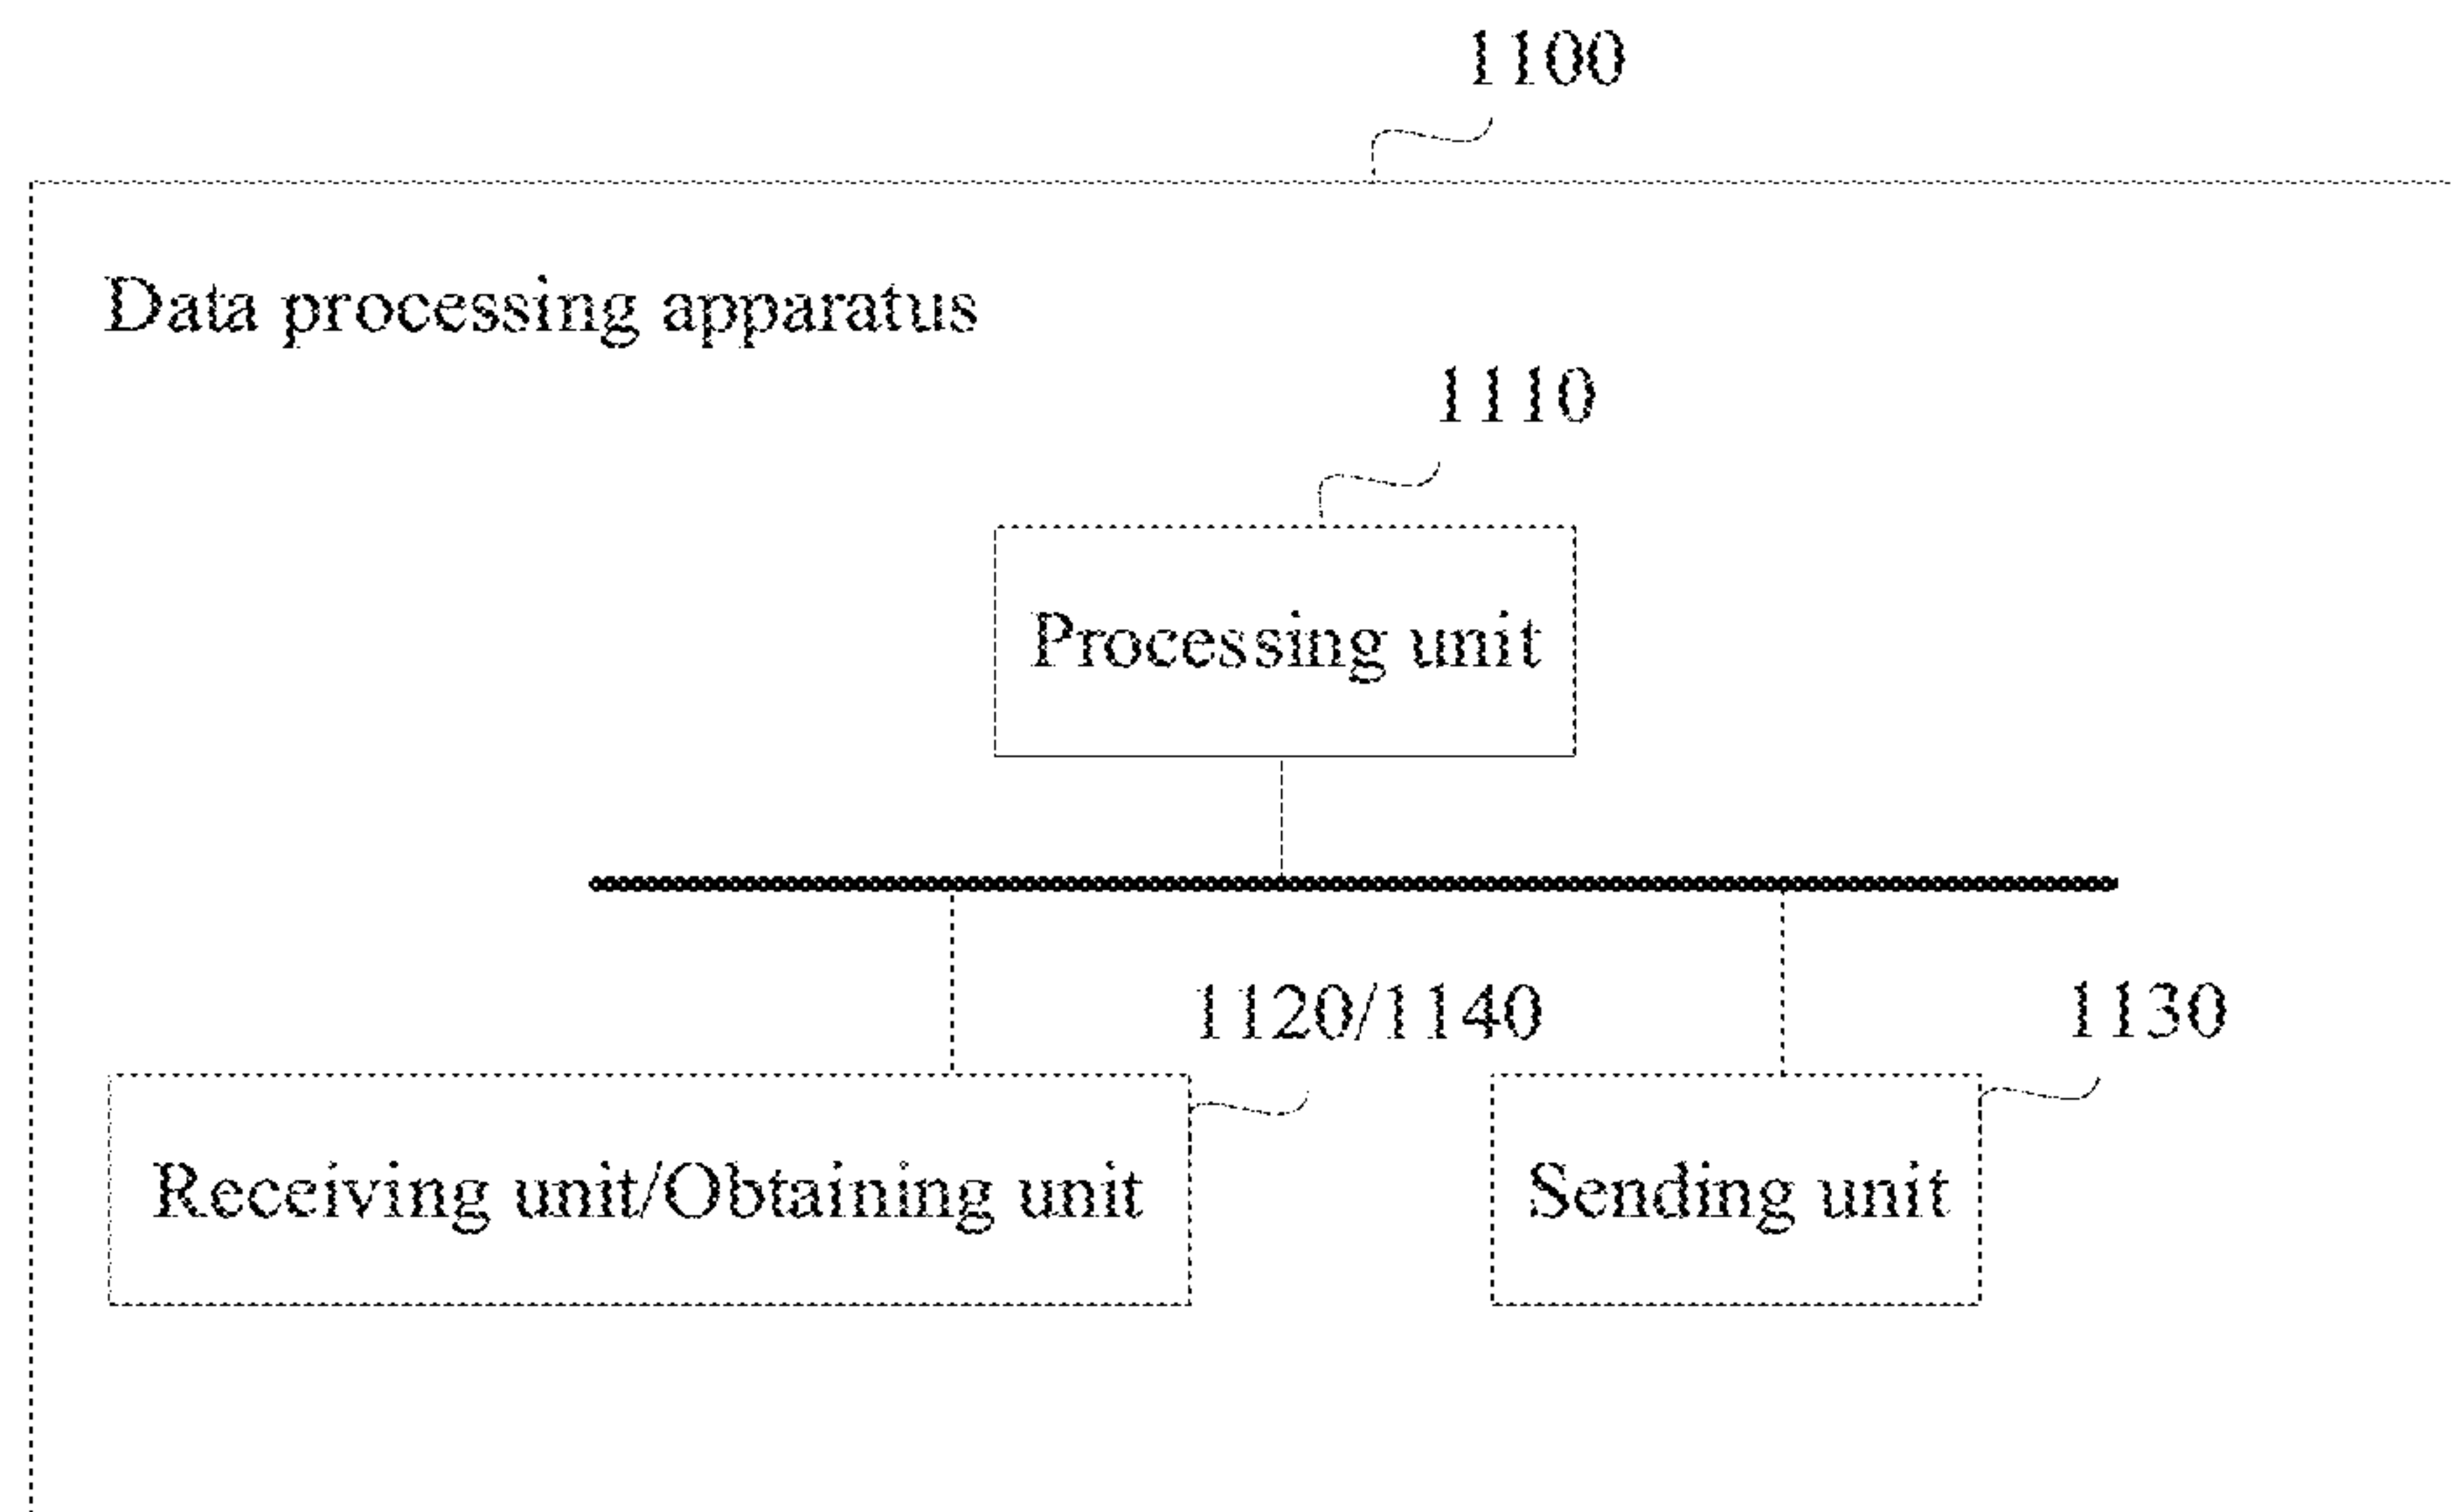 1100
Data processing apparatus
1110
Processing unit
1120/1140
1130
Receiving unit/Obtaining unit
Sending unit